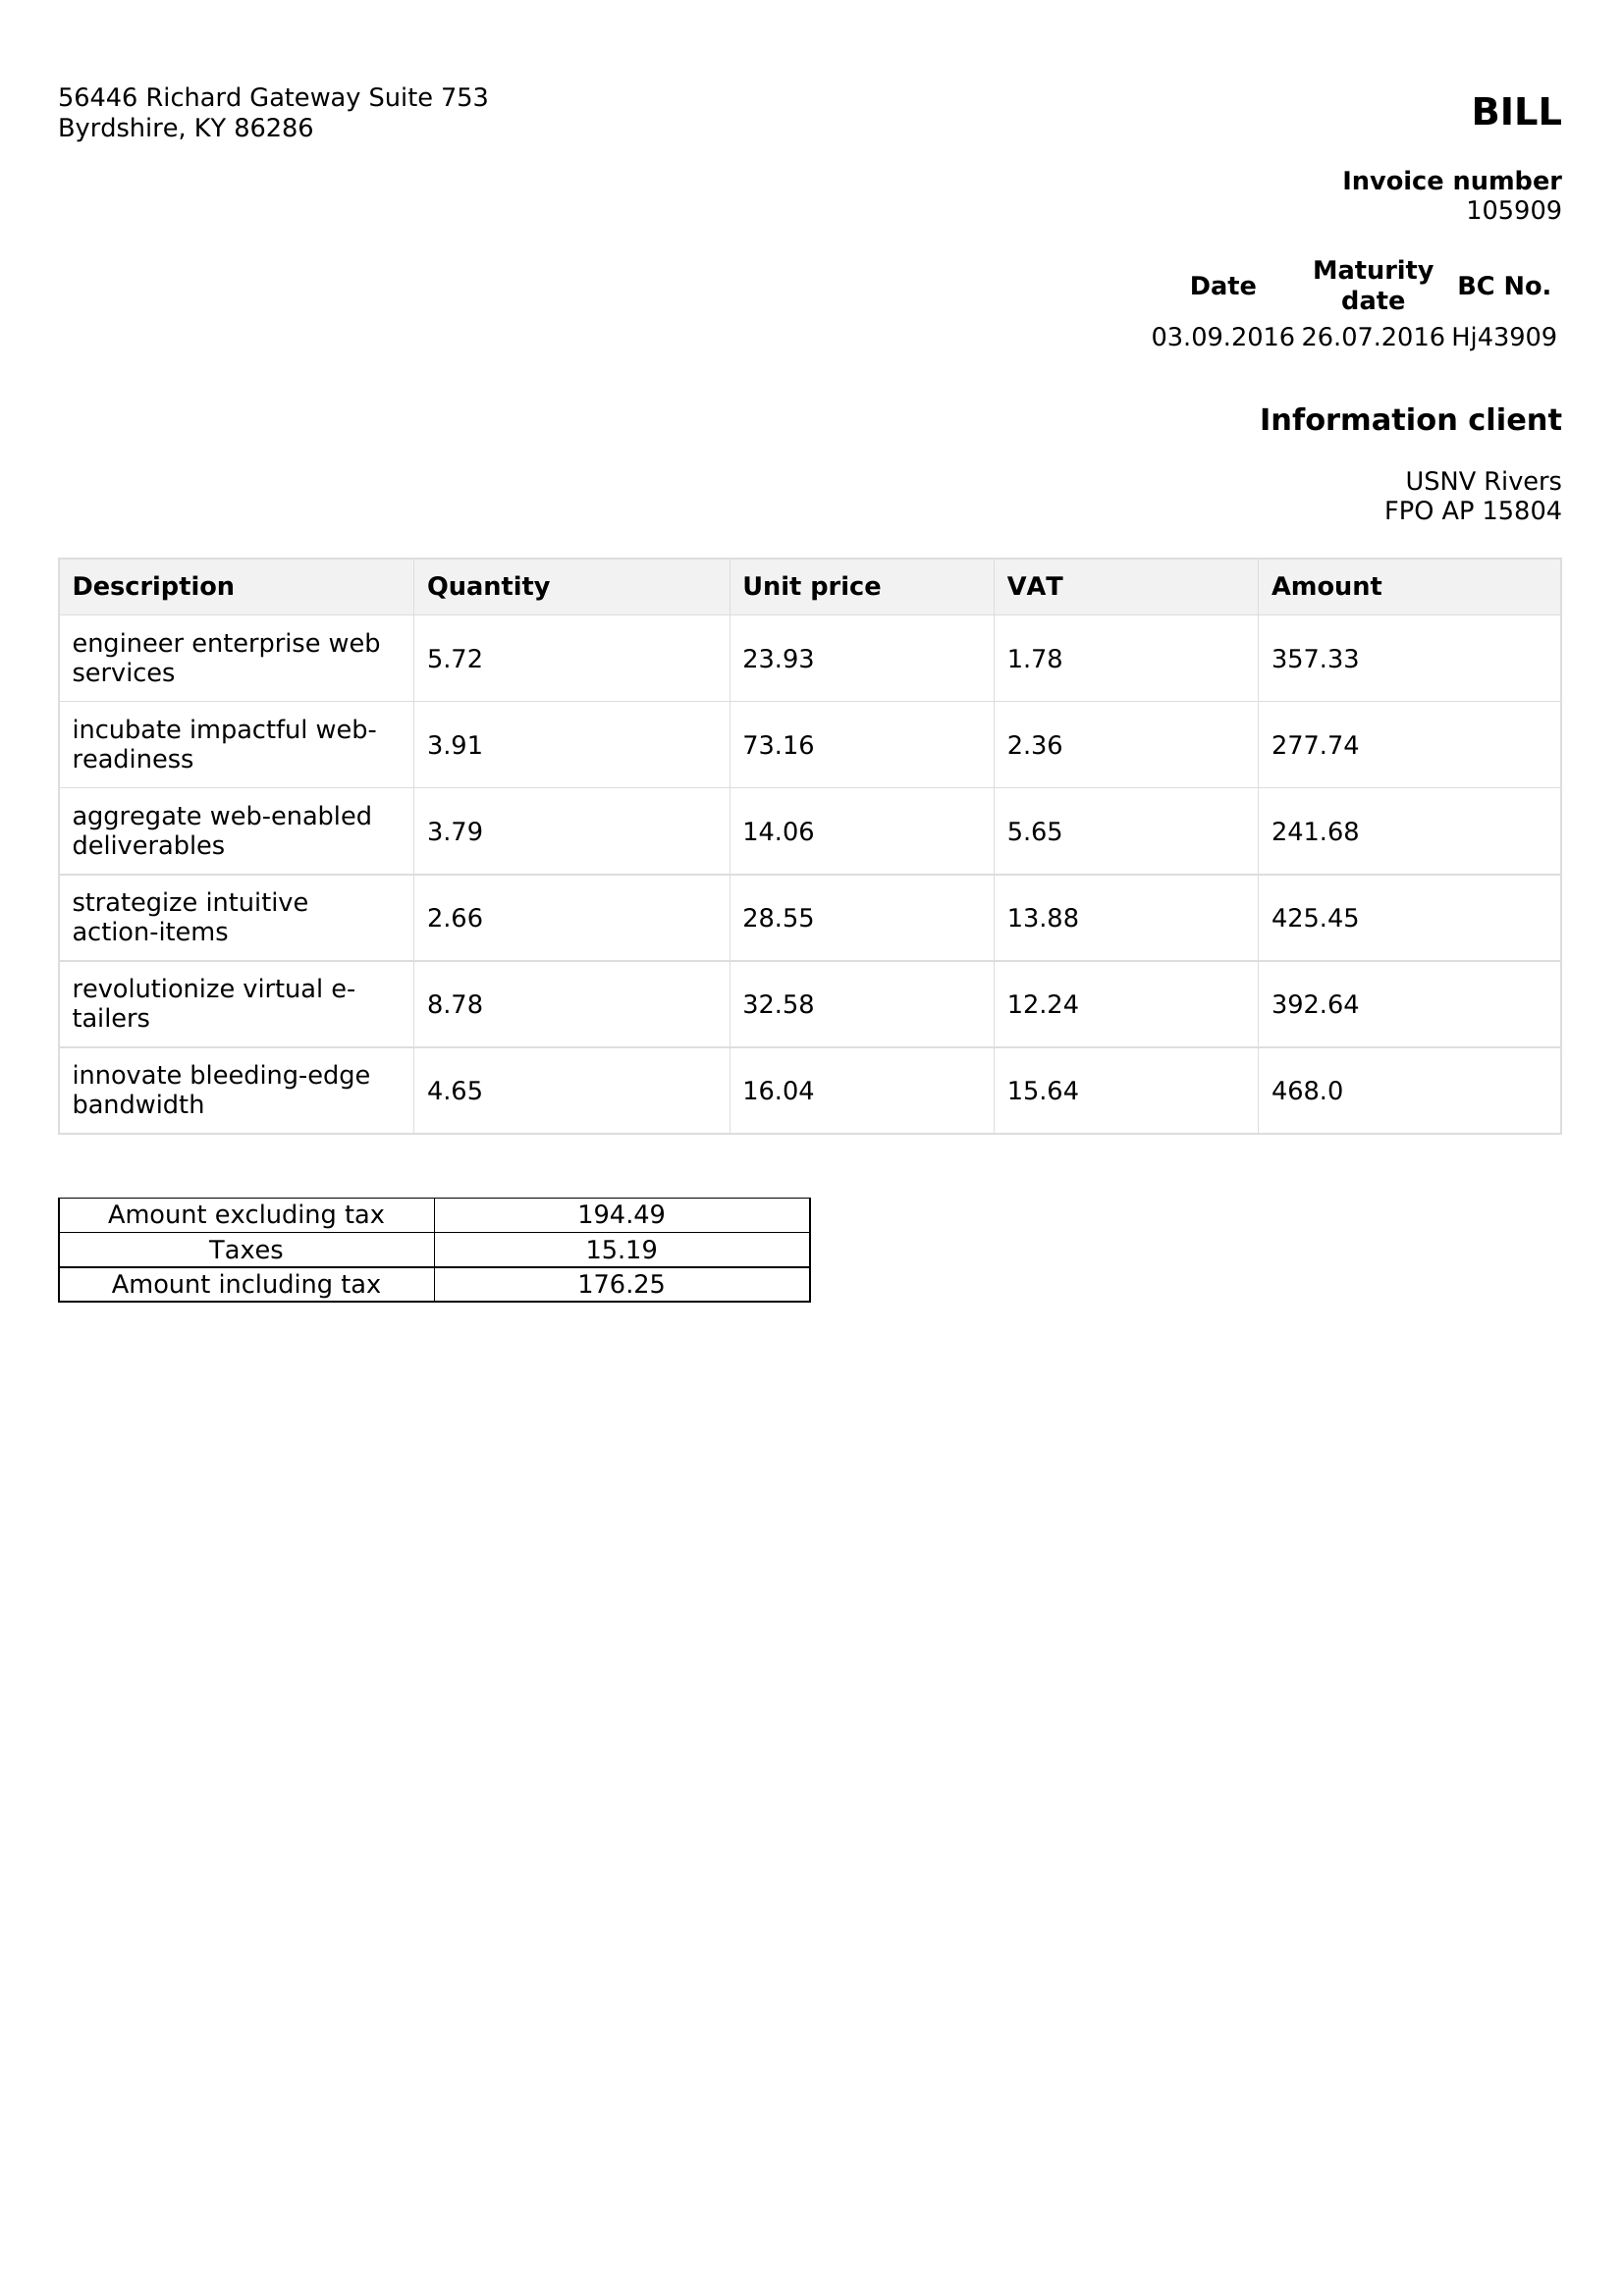 56446 Richard Gateway Suite 753
Byrdshire, KY 86286
BILL
Invoice number
105909
Date Maturity date BC No.
03.09.2016 26.07.2016 Hj43909
Information client
USNV Rivers
FPO AP 15804
Description Quantity Unit price VAT Amount
engineer enterprise web
services 5.72 23.93 1.78 357.33
incubate impactful web-
readiness 3.91 73.16 2.36 277.74
aggregate web-enabled
deliverables 3.79 14.06 5.65 241.68
strategize intuitive
action-items 2.66 28.55 13.88 425.45
revolutionize virtual e-
tailers 8.78 32.58 12.24 392.64
innovate bleeding-edge
bandwidth 4.65 16.04 15.64 468.0
Amount excluding tax 194.49
Taxes 15.19
Amount including tax 176.25